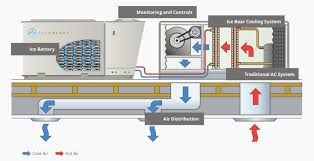 Monitoring and Controls
Ice Bear Cooling System
Ice Battery
Traditional AC System
Air Distribution
Cold Air
Hot Air